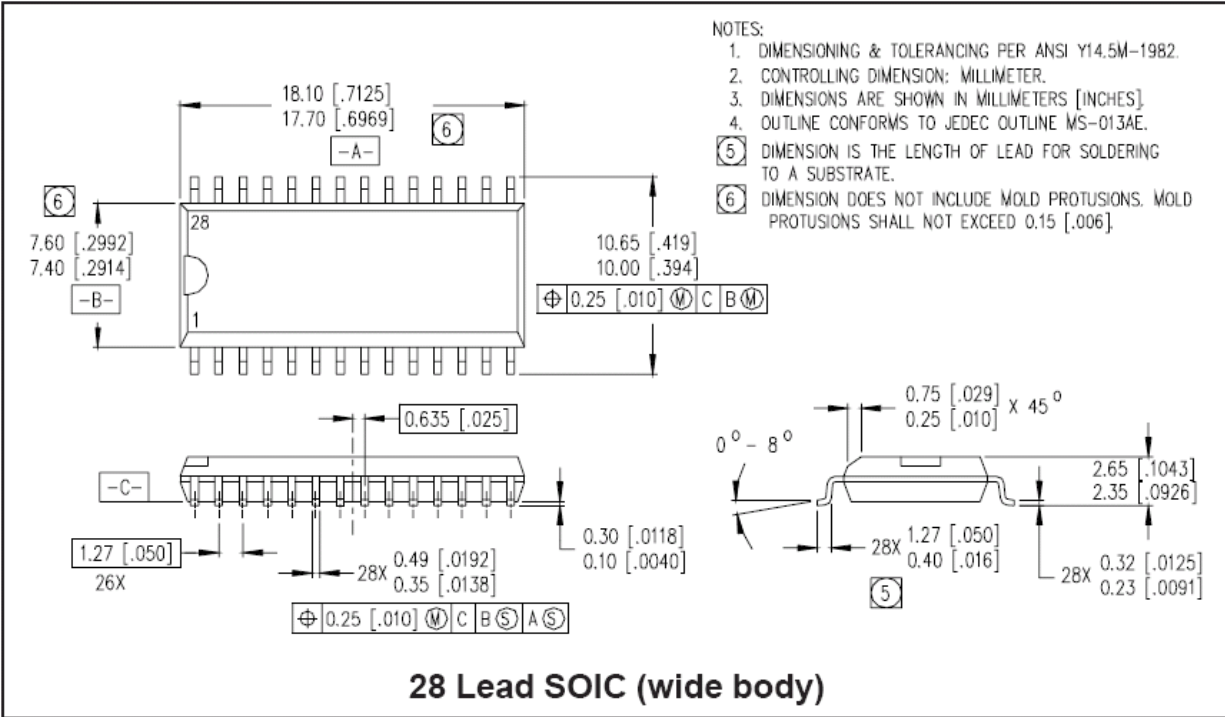 NOTES:
1. DIMENSIONING & TOLERANCING PER ANSI Y14.5M-1982.
2. CONTROLLING DIMENSION: MILLIMETER.
3. DIMENSIONS ARE SHOWN IN MILLIMETERS [INCHES].
4. OUTLINE CONFORMS TO JEDEC OUTLINE MS-013AE.
5 DIMENSION IS THE LENGTH OF LEAD FOR SOLDERING
TO A SUBSTRATE.
6 DIMENSION DOES NOT INCLUDE MOLD PROTUSIONS. MOLD
PROTUSIONS SHALL NOT EXCEED 0.15 [.006].
18.10 [.7125]
17.70 [.6969]
-A-
6
6
7.60 [.2992]
7.40 [.2914]
-B-
28
1
10.65 [.419]
10.00 [.394]
⌖ 0.25 [.010] Ⓜ C B Ⓜ
0.635 [.025]
-C-
1.27 [.050]
26X
28X 0.49 [.0192]
0.35 [.0138]
⌖ 0.25 [.010] Ⓜ C B Ⓢ A Ⓢ
0.30 [.0118]
0.10 [.0040]
0.75 [.029]
0.25 [.010] X 45°
0° - 8°
2.65 [.1043]
2.35 [.0926]
28X 1.27 [.050]
0.40 [.016]
5
28X 0.32 [.0125]
0.23 [.0091]
28 Lead SOIC (wide body)